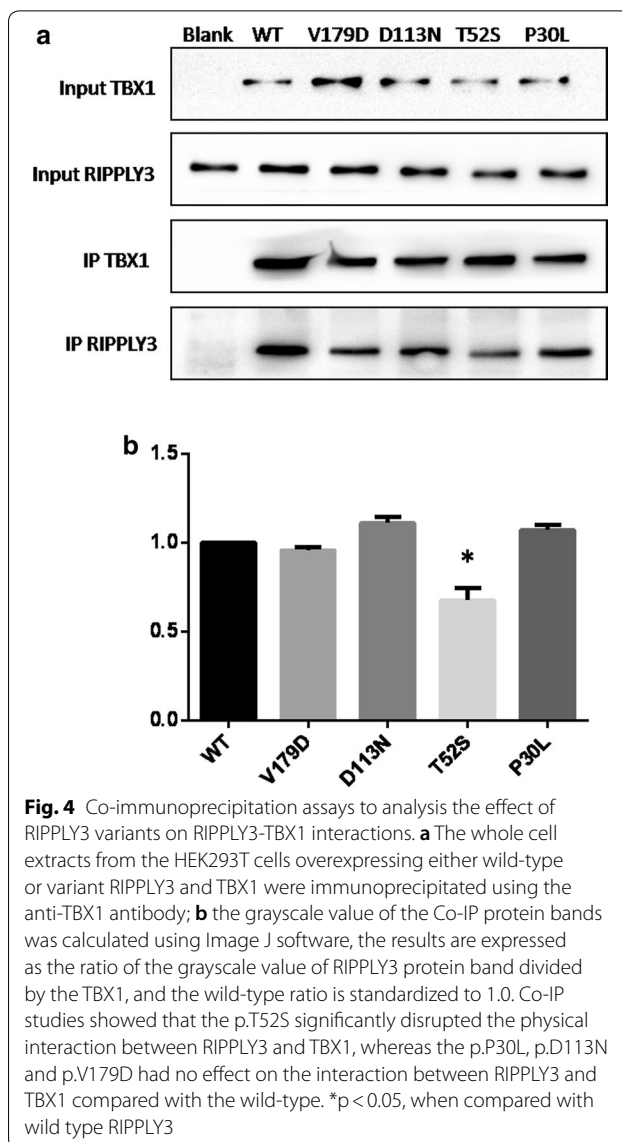 a
Blank WT V179D D113N T52S P30L
Input TBX1
Input RIPPLY3
IP TBX1
IP RIPPLY3
b
1.5
1.0
0.5
0.0
*
WT V179D D113N T52S P30L
Fig. 4 Co-immunoprecipitation assays to analysis the effect of
RIPPLY3 variants on RIPPLY3-TBX1 interactions. a The whole cell
extracts from the HEK293T cells overexpressing either wild-type
or variant RIPPLY3 and TBX1 were immunoprecipitated using the
anti-TBX1 antibody; b the grayscale value of the Co-IP protein bands
was calculated using Image J software, the results are expressed
as the ratio of the grayscale value of RIPPLY3 protein band divided
by the TBX1, and the wild-type ratio is standardized to 1.0. Co-IP
studies showed that the p.T52S significantly disrupted the physical
interaction between RIPPLY3 and TBX1, whereas the p.P30L, p.D113N
and p.V179D had no effect on the interaction between RIPPLY3 and
TBX1 compared with the wild-type. *p < 0.05, when compared with
wild type RIPPLY3